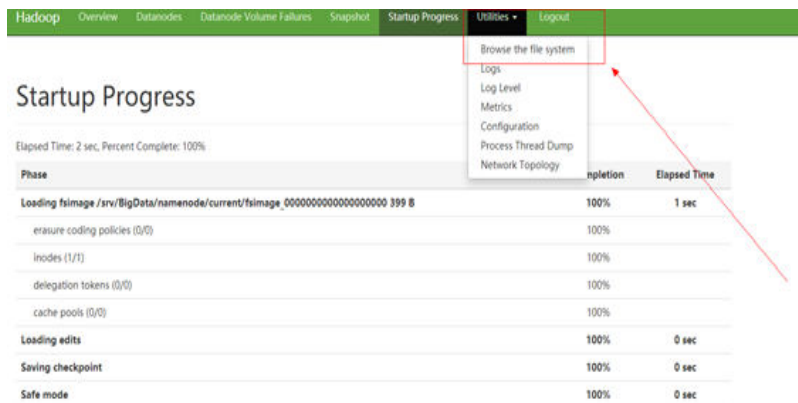 Hadoop Overview Datanodes Datanode Volume Failures Snapshot Startup Progress Utilities Logout
Browse the file system
Logs
Log Level
Metrics
Configuration
Process Thread Dump
Network Topology
Startup Progress
Elapsed Time: 2 sec, Percent Complete: 100%
Phase mpletion Elapsed Time
Loading fsimage /srv/BigData/namenode/current/fsimage_0000000000000000000 399 B 100% 1 sec
erasure coding policies (0/0) 100%
inodes (1/1) 100%
delegation tokens (0/0) 100%
cache pools (0/0) 100%
Loading edits 100% 0 sec
Saving checkpoint 100% 0 sec
Safe mode 100% 0 sec